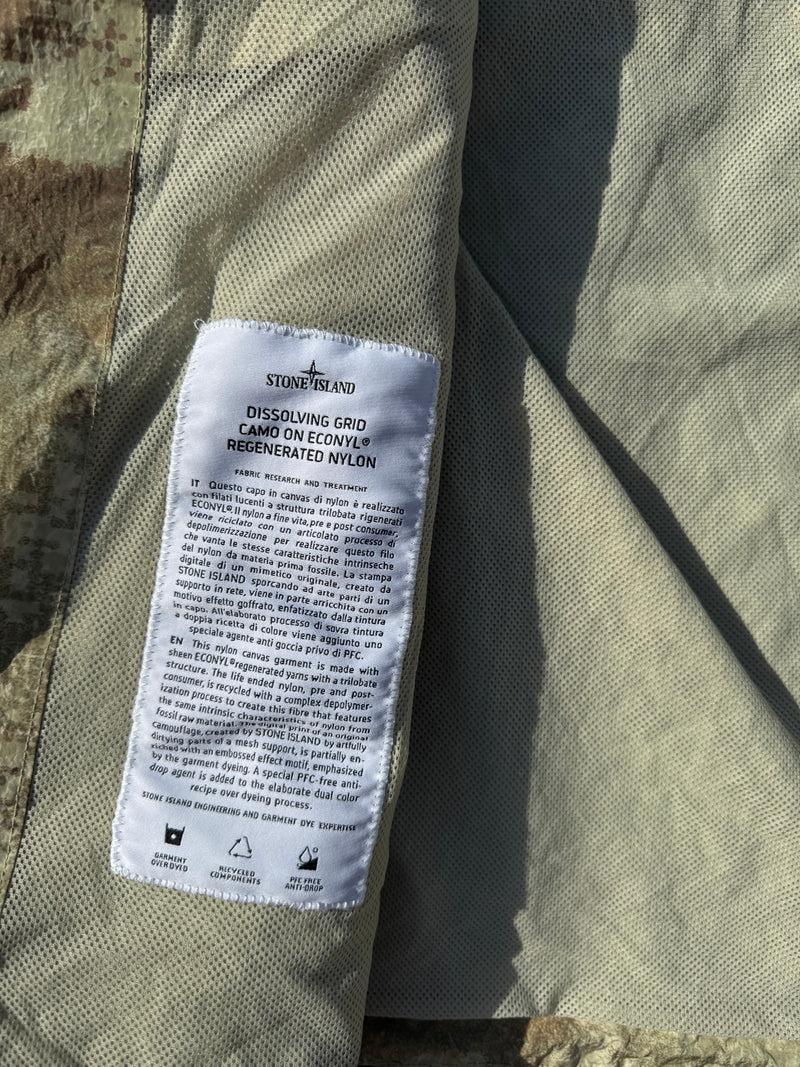 STONE ISLAND
DISSOLVING GRID
CAMO ON ECONYL®
REGENERATED NYLON
FABRIC RESEARCH AND TREATMENT
IT Questo capo in canvas di nylon è realizzato
con filati lucenti a struttura trilobata rigenerati
ECONYL®. Il nylon a fine vita, pre e post consumer,
viene riciclato con un articolato processo di
depolimerizzazione per realizzare questo filo
che vanta le stesse caratteristiche intrinseche
del nylon da materia prima fossile. La stampa
digitale di un mimetico originale, creato da
STONE ISLAND sporcando ad arte parti di un
supporto in rete, viene in parte arricchita con un
motivo effetto goffrato, enfatizzato dalla tintura
in capo. All'elaborato processo di sovra tintura
a doppia ricetta di colore viene aggiunto uno
speciale agente anti goccia privo di PFC.
EN This nylon canvas garment is made with
sheen ECONYL® regenerated yarns with a trilobate
structure. The life ended nylon, pre and post-
consumer, is recycled with a complex depolymer-
ization process to create this fibre that features
the same intrinsic characteristics of nylon from
fossil raw material. The digital print of an original
camouflage, created by STONE ISLAND by artfully
dirtying parts of a mesh support, is partially en-
riched with an embossed effect motif, emphasized
by the garment dyeing. A special PFC-free anti-
drop agent is added to the elaborate dual color
recipe over dyeing process.
STONE ISLAND ENGINEERING AND GARMENT DYE EXPERTISE
GARMENT
OVERDYED
RECYCLED
COMPONENTS
PFC FREE
ANTI-DROP